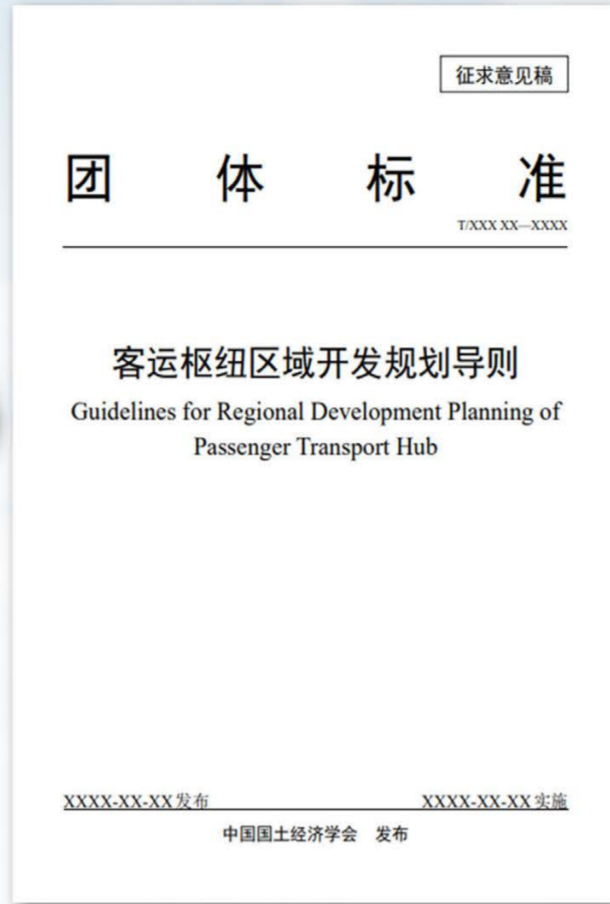 征求意见稿
团 体 标 准
T/XXX XX—XXXX
客运枢纽区域开发规划导则
Guidelines for Regional Development Planning of
Passenger Transport Hub
XXXX-XX-XX发布 XXXX-XX-XX实施
中国国土经济学会 发布